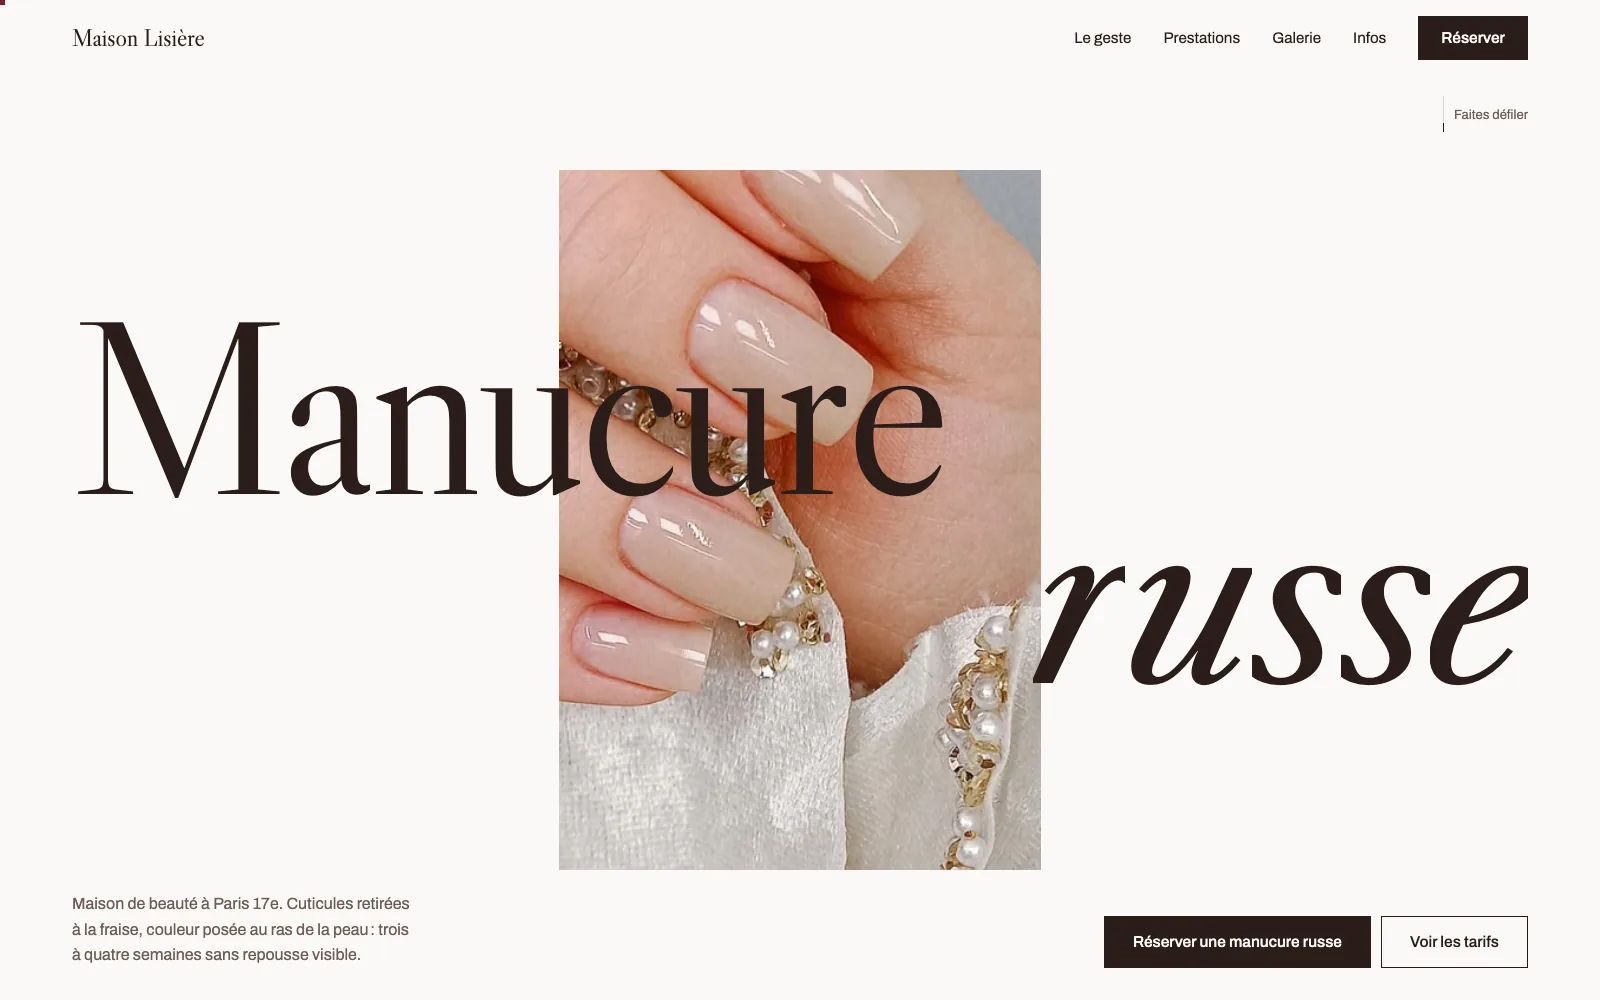 Maison Lisière
Le geste
Prestations
Galerie
Infos
Réserver
Faites défiler
Manucure
russe
Maison de beauté à Paris 17e. Cuticules retirées
à la fraise, couleur posée au ras de la peau : trois
à quatre semaines sans repousse visible.
Réserver une manucure russe
Voir les tarifs